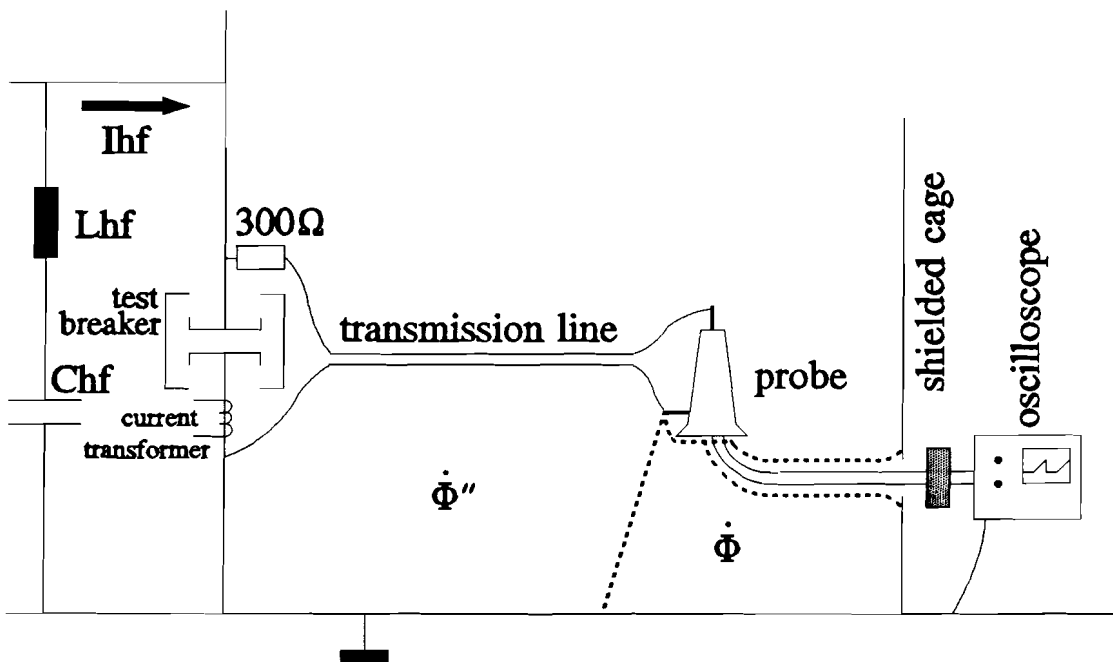 Ihf
Lhf
300Ω
test
breaker
transmission line
Chf
current
transformer
probe
shielded cage
oscilloscope
Φ̇″
Φ̇